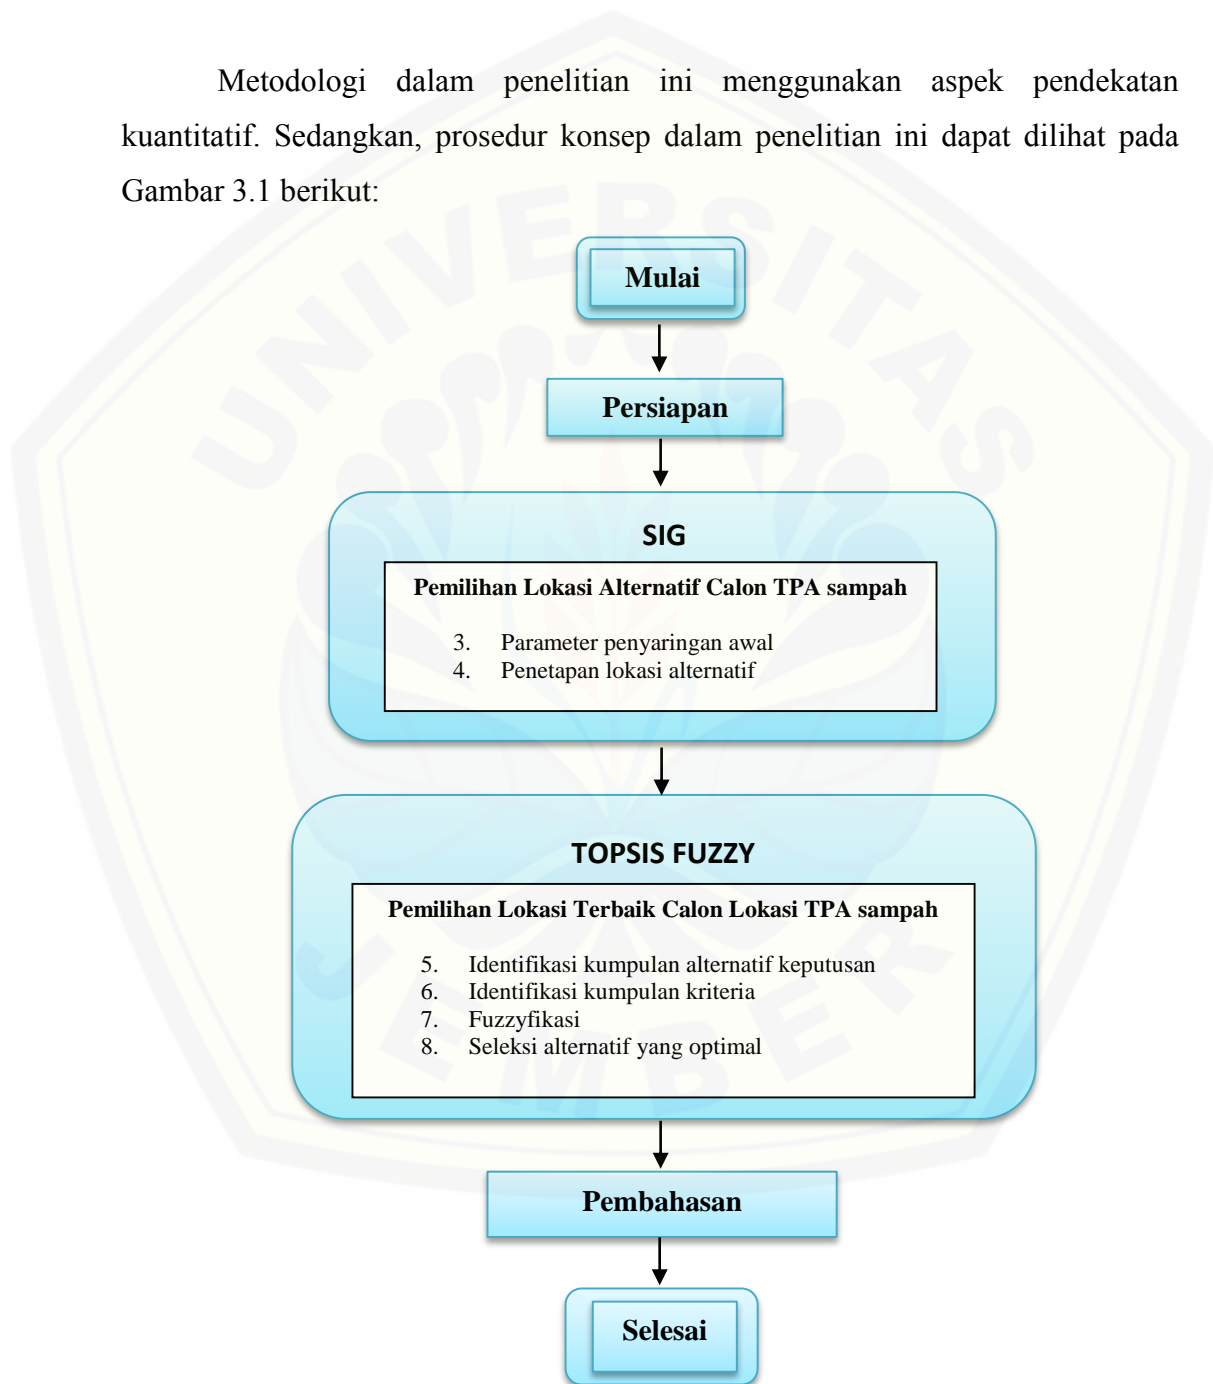 Metodologi dalam penelitian ini menggunakan aspek pendekatan
kuantitatif. Sedangkan, prosedur konsep dalam penelitian ini dapat dilihat pada
Gambar 3.1 berikut:
UNIVERSITAS
Mulai
Persiapan
SIG
Pemilihan Lokasi Alternatif Calon TPA sampah
3. Parameter penyaringan awal
4. Penetapan lokasi alternatif
TOPSIS FUZZY
Pemilihan Lokasi Terbaik Calon Lokasi TPA sampah
5. Identifikasi kumpulan alternatif keputusan
6. Identifikasi kumpulan kriteria
7. Fuzzyfikasi
8. Seleksi alternatif yang optimal
JEMBER
Pembahasan
Selesai